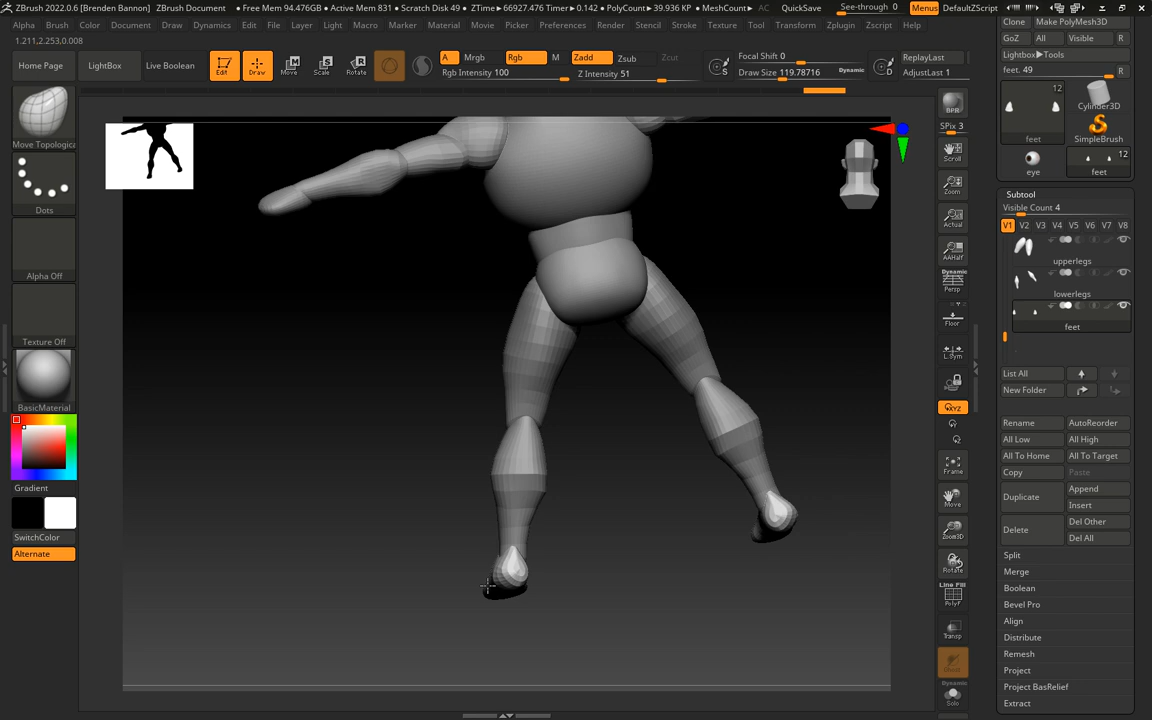 ZBrush 2022.0.6 [Brenden Bannon] ZBrush Document ● Free Mem 94.476GB ● Active Mem 831 ● Scratch Disk 49 ● ZTime►66927.476 Timer►0.142 ● PolyCount►39.936 KP ● MeshCount► AC QuickSave See-through 0 Menus DefaultZScript
Alpha Brush Color Document Draw Dynamics Edit File Layer Light Macro Marker Material Movie Picker Preferences Render Stencil Stroke Texture Tool Transform Zplugin Zscript Help
1.211,2.253,0.008
Home Page
LightBox
Live Boolean
Edit
Draw
Move
Scale
Rotate
A
Mrgb
Rgb
M
Zadd
Zsub
Zcut
Rgb Intensity 100
Z Intensity 51
S
Focal Shift 0
Draw Size 119.78716
Dynamic
D
ReplayLast
AdjustLast 1
Move Topologica
Dots
Alpha Off
Texture Off
BasicMaterial
Gradient
SwitchColor
Alternate
BPR
SPix 3
Scroll
Zoom
Actual
AAHalf
Dynamic
Persp
Floor
L.Sym
XYZ
Frame
Move
Zoom3D
Rotate
Line Fill
PolyF
Transp
Ghost
Dynamic
Solo
Clone
Make PolyMesh3D
GoZ
All
Visible
R
Lightbox►Tools
feet. 49
R
12
feet
Cylinder3D
SimpleBrush
eye
12
feet
Subtool
Visible Count 4
V1 V2 V3 V4 V5 V6 V7 V8
upperlegs
lowerlegs
feet
List All
New Folder
Rename
AutoReorder
All Low
All High
All To Home
All To Target
Copy
Paste
Duplicate
Append
Insert
Delete
Del Other
Del All
Split
Merge
Boolean
Bevel Pro
Align
Distribute
Remesh
Project
Project BasRelief
Extract